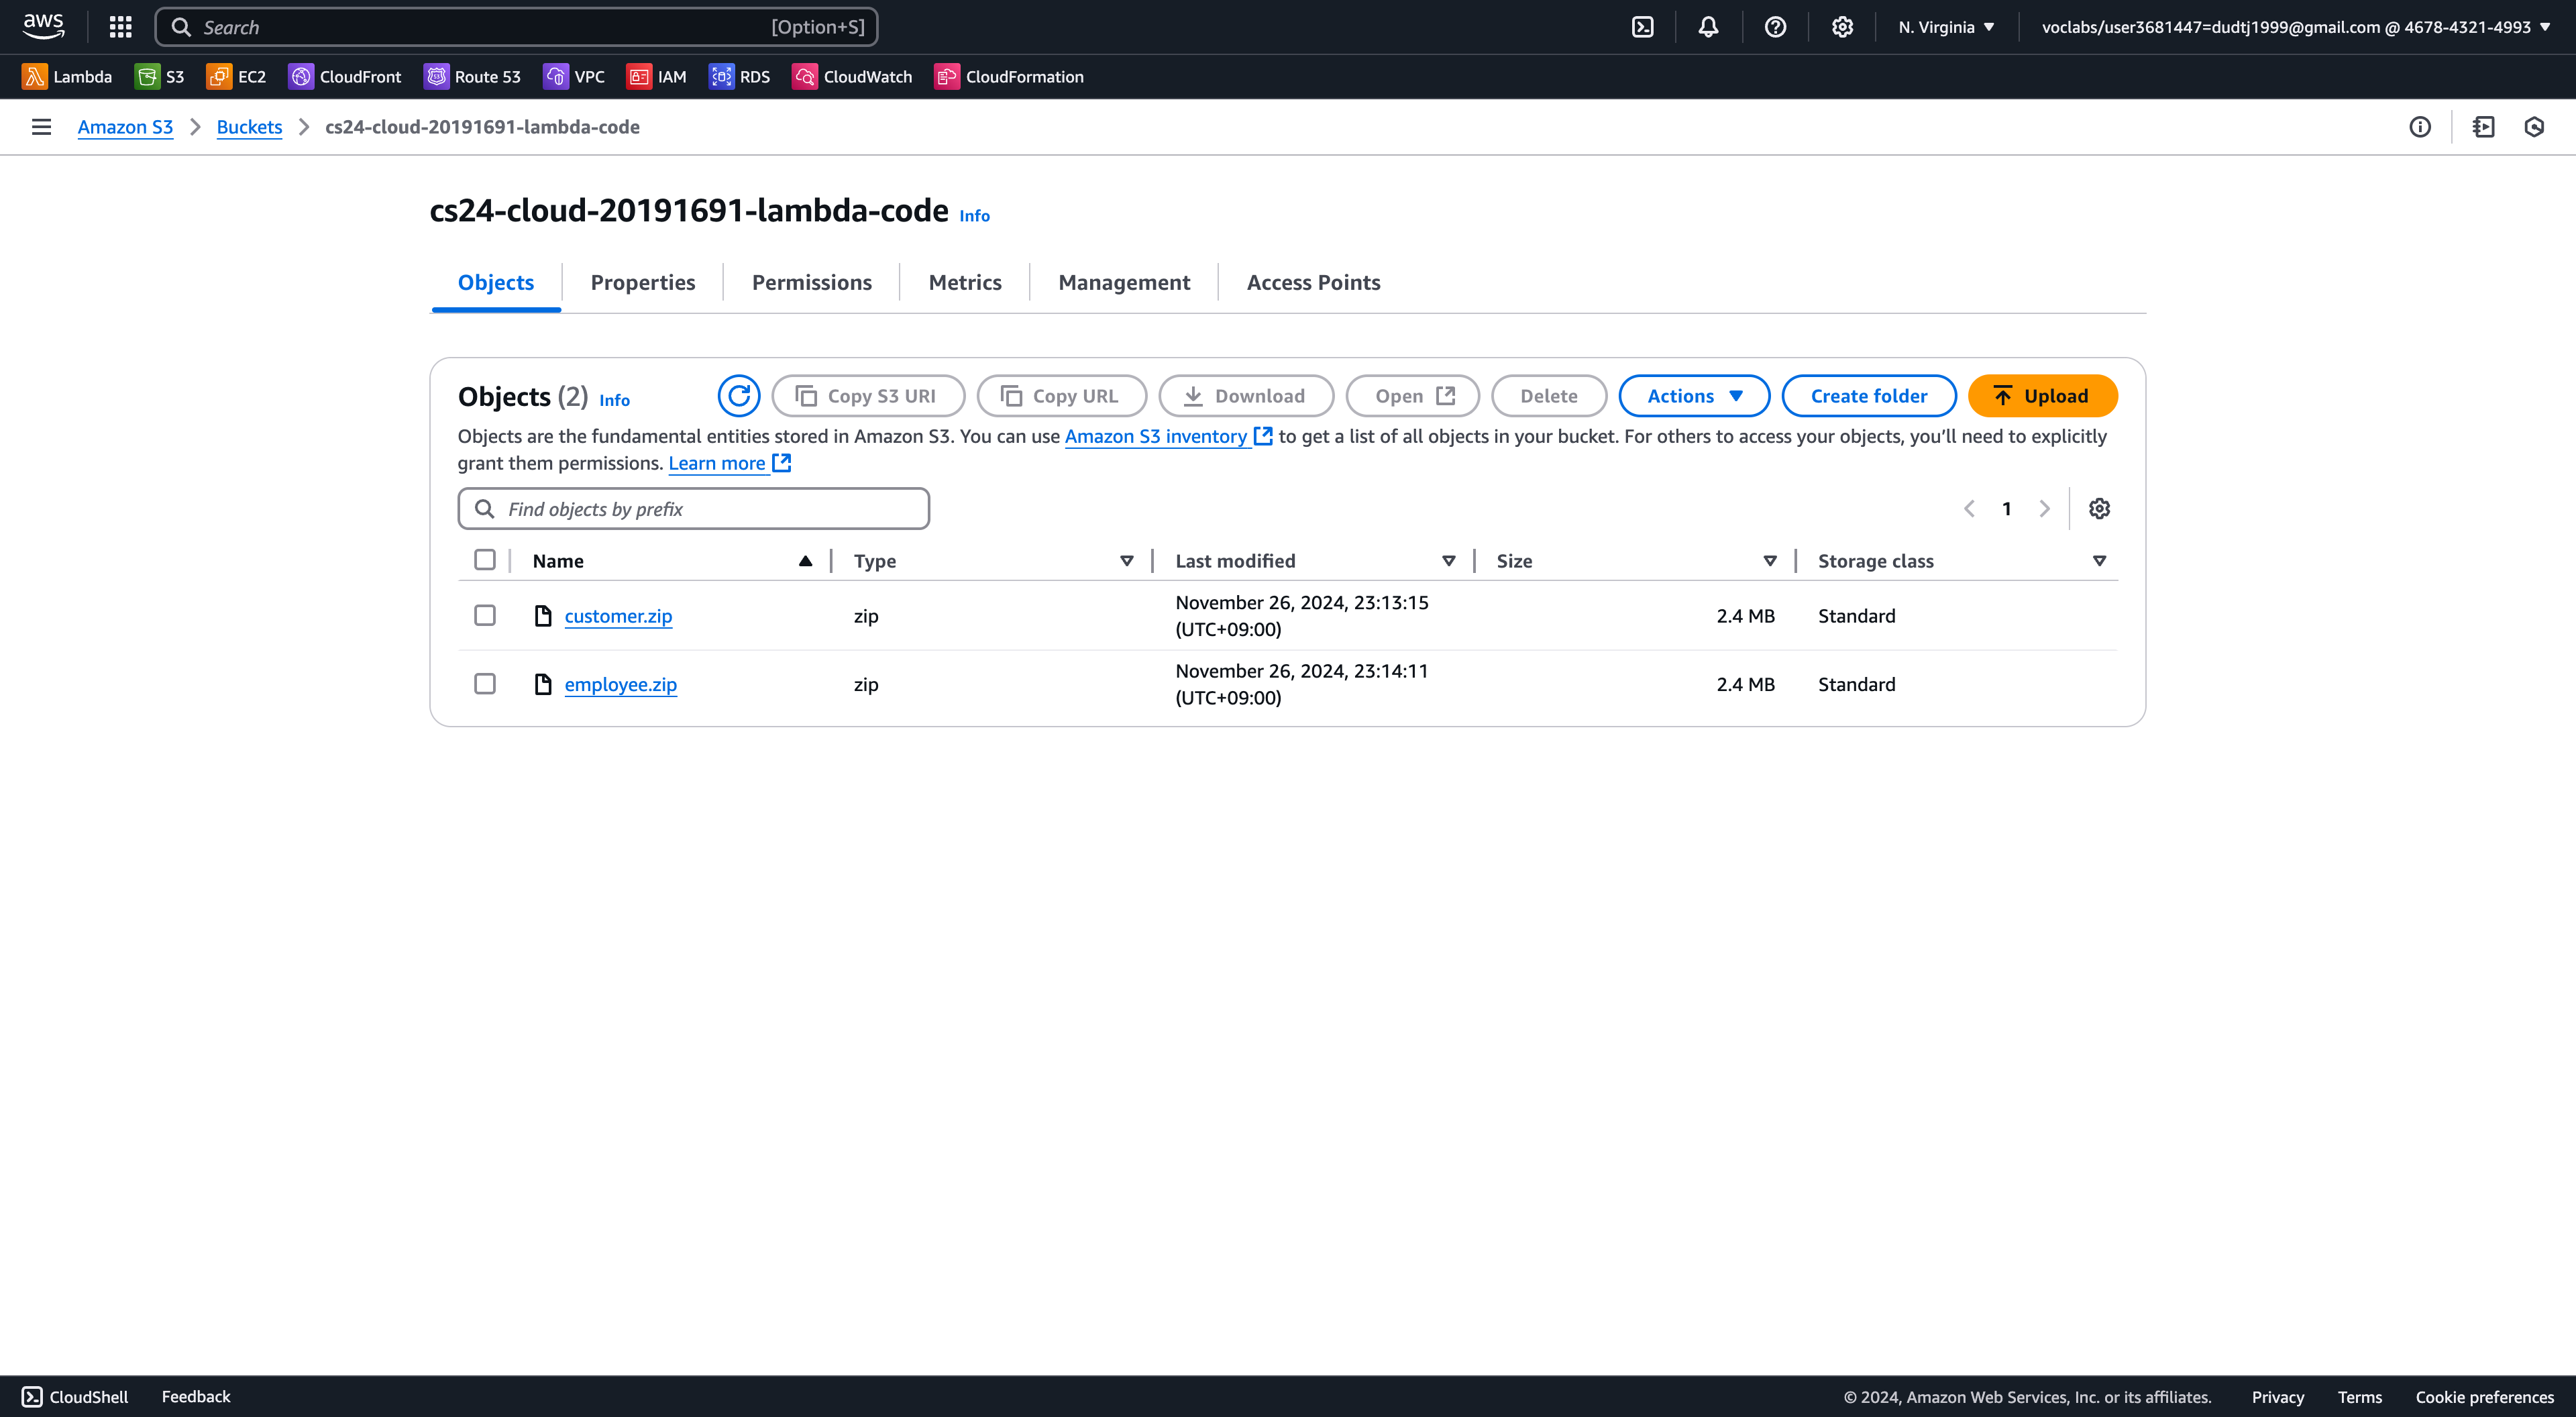 aws Search [Option+S] N. Virginia voclabs/user3681447=dudtj1999@gmail.com @ 4678-4321-4993
Lambda S3 EC2 CloudFront Route 53 VPC IAM RDS CloudWatch CloudFormation
Amazon S3 Buckets cs24-cloud-20191691-lambda-code
cs24-cloud-20191691-lambda-code Info
Objects Properties Permissions Metrics Management Access Points
Objects (2) Info Copy S3 URI Copy URL Download Open Delete Actions Create folder Upload
Objects are the fundamental entities stored in Amazon S3. You can use Amazon S3 inventory to get a list of all objects in your bucket. For others to access your objects, you’ll need to explicitly
grant them permissions. Learn more
Find objects by prefix 1
Name Type Last modified Size Storage class
customer.zip zip November 26, 2024, 23:13:15 (UTC+09:00) 2.4 MB Standard
employee.zip zip November 26, 2024, 23:14:11 (UTC+09:00) 2.4 MB Standard
CloudShell Feedback © 2024, Amazon Web Services, Inc. or its affiliates. Privacy Terms Cookie preferences